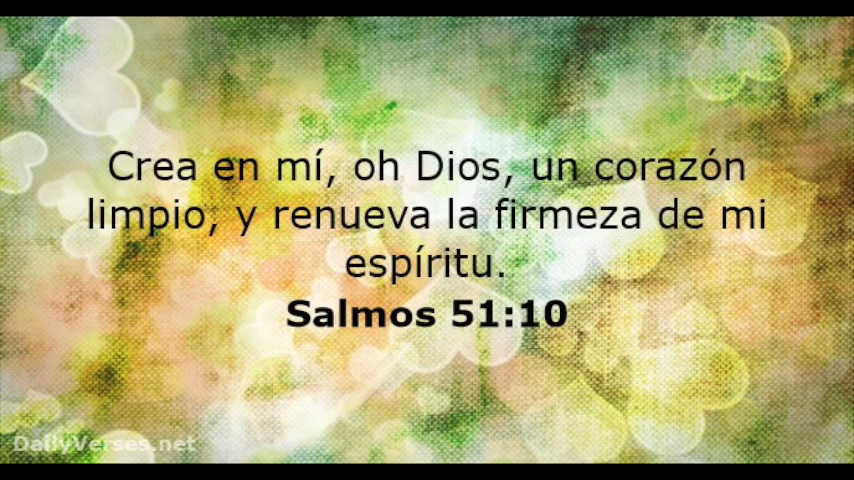 Crea en mí, oh Dios, un corazón
limpio, y renueva la firmeza de mi
espíritu.
Salmos 51:10
DailyVerses.net